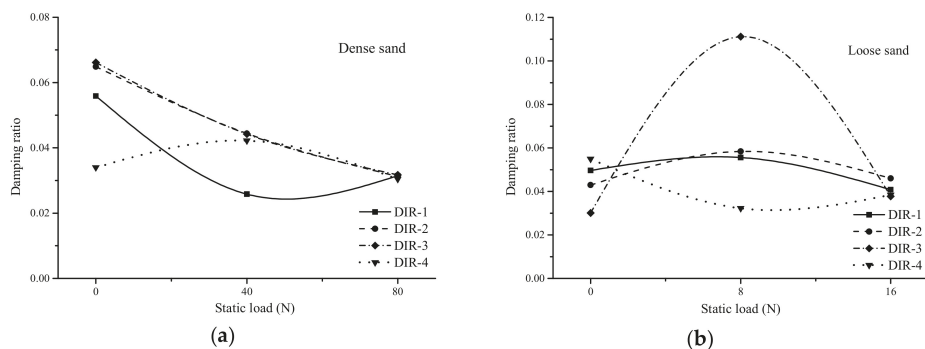 0.08
0.06
0.04
0.02
0.00
Damping ratio
Dense sand
DIR-1
DIR-2
DIR-3
DIR-4
0
40
80
Static load (N)
(a)
0.12
0.10
0.08
0.06
0.04
0.02
0.00
Damping ratio
Loose sand
DIR-1
DIR-2
DIR-3
DIR-4
0
8
16
Static load (N)
(b)